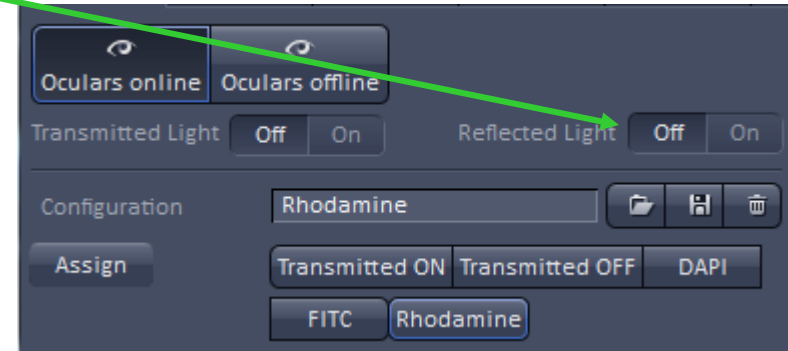 Oculars online Oculars offline
Transmitted Light Off On Reflected Light Off On
Configuration Rhodamine
Assign Transmitted ON Transmitted OFF DAPI
FITC Rhodamine